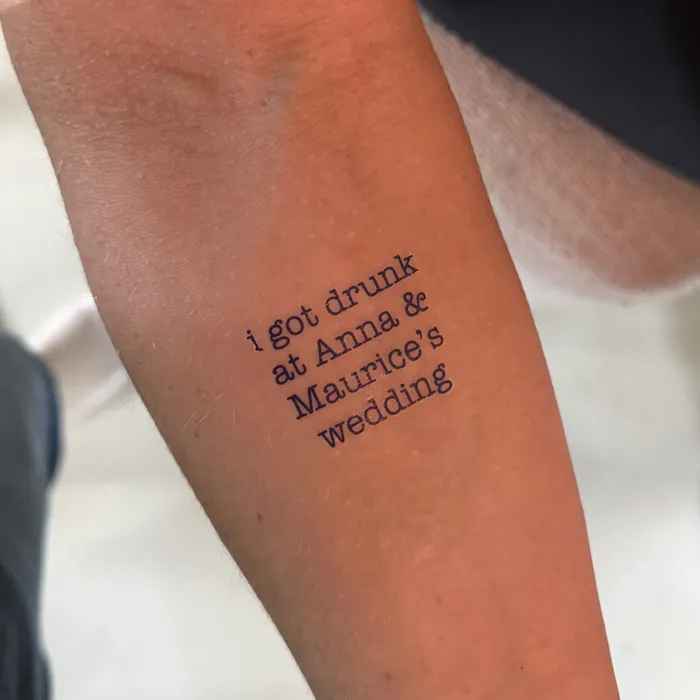 i got drunk
at Anna &
Maurice's
wedding